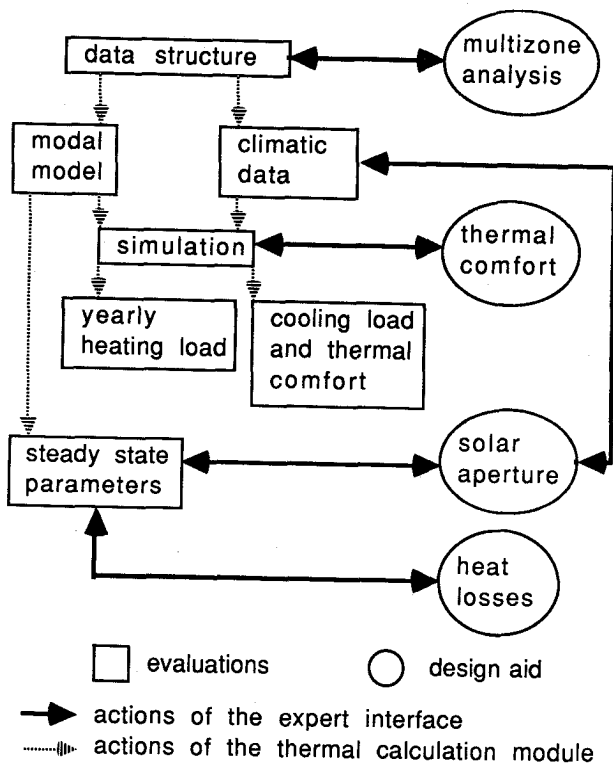 data structure
multizone
analysis
modal
model
climatic
data
simulation
thermal
comfort
yearly
heating load
cooling load
and thermal
comfort
steady state
parameters
solar
aperture
heat
losses
evaluations
design aid
actions of the expert interface
actions of the thermal calculation module